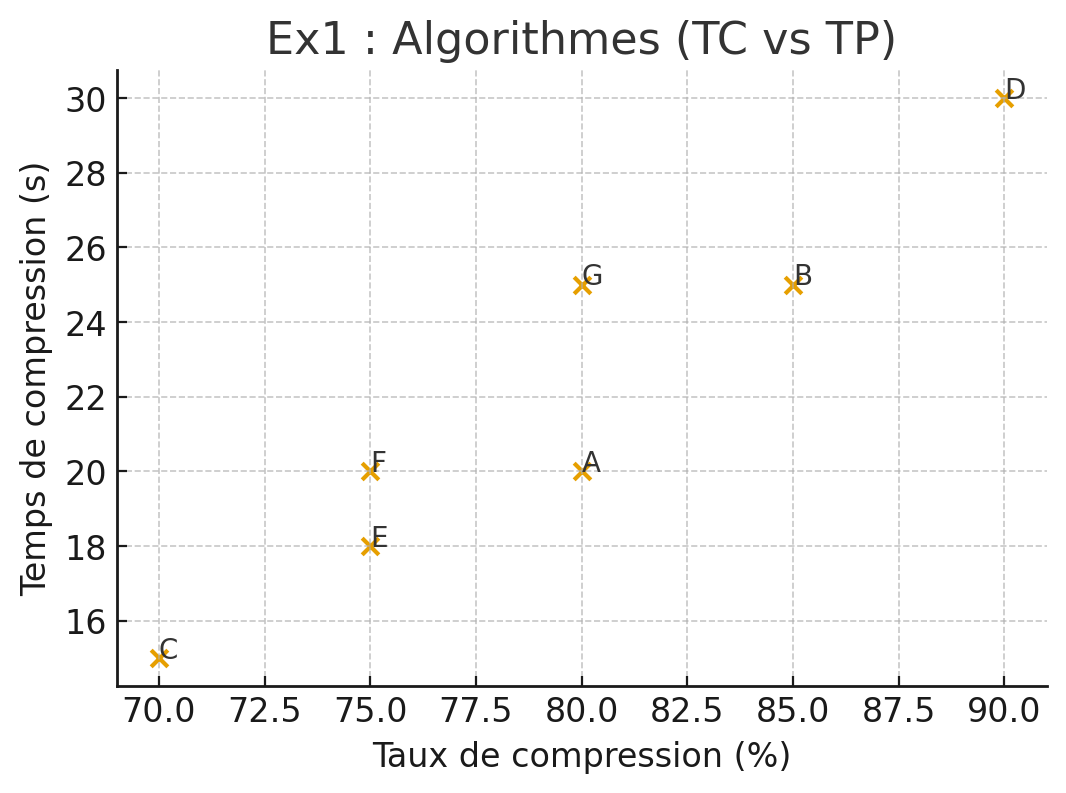 Ex1 : Algorithmes (TC vs TP)
Temps de compression (s)
30
28
26
24
22
20
18
16
D
G
B
F
A
E
C
70.0 72.5 75.0 77.5 80.0 82.5 85.0 87.5 90.0
Taux de compression (%)